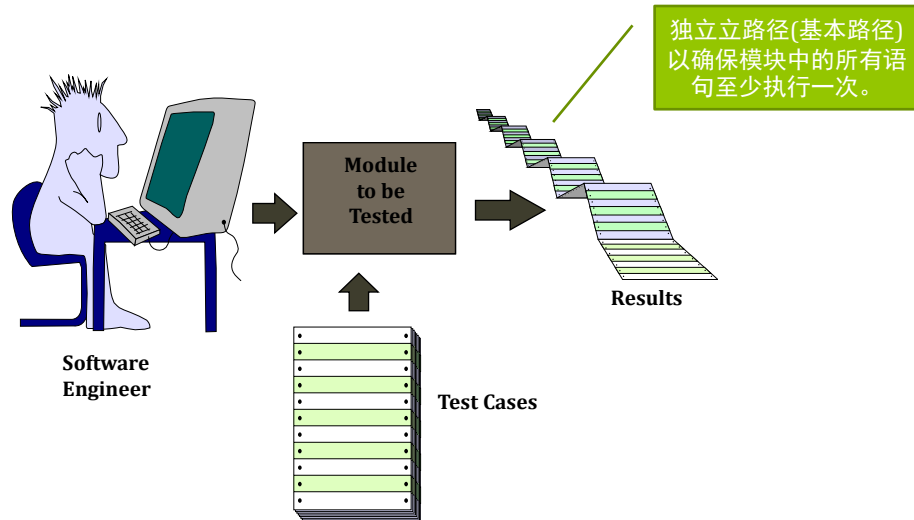 独立立路径(基本路径)
以确保模块中的所有语
句至少执行一次。
Module
to be
Tested
Results
Software
Engineer
Test Cases